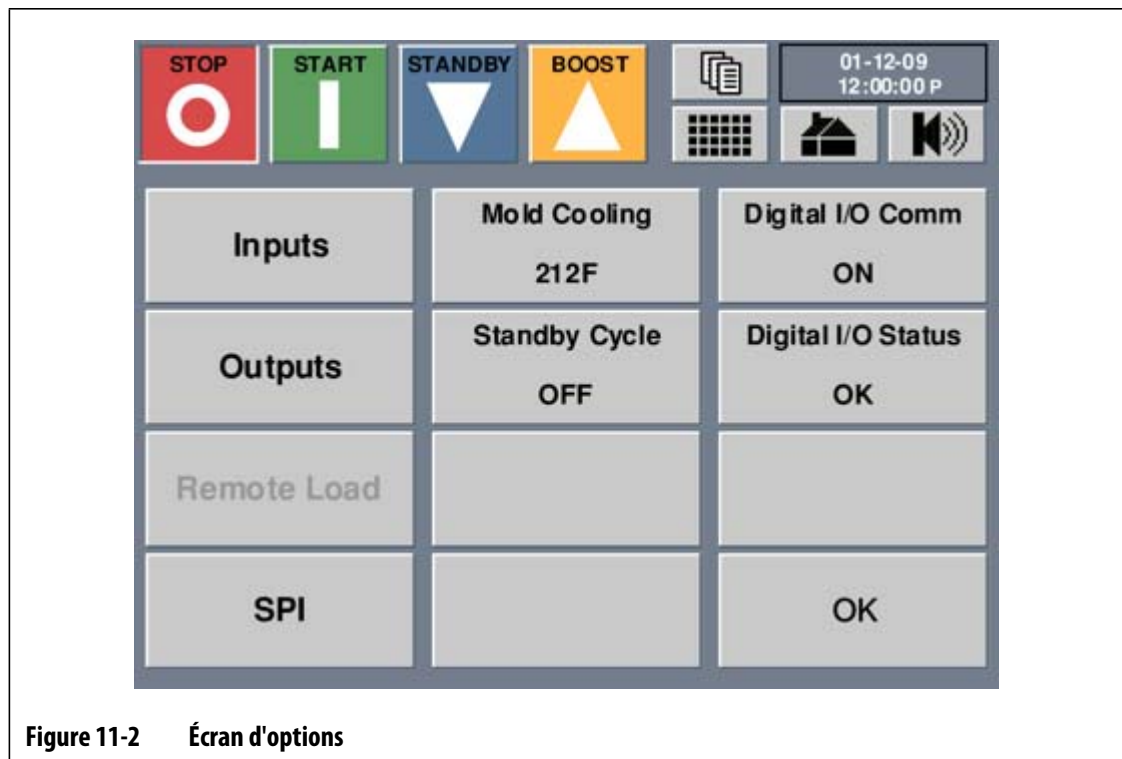 STOP START STANDBY BOOST
01-12-09
12:00:00 P
Inputs
Mold Cooling
212F
Digital I/O Comm
ON
Outputs
Standby Cycle
OFF
Digital I/O Status
OK
Remote Load
SPI
OK
Figure 11-2 Écran d'options